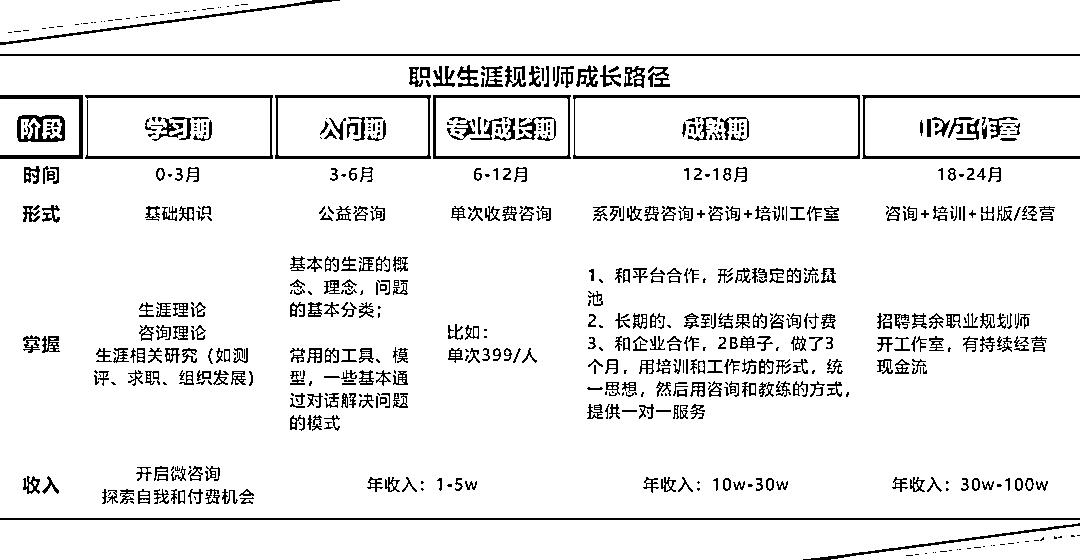 职业生涯规划师成长路径
阶段 学习期 入门期 专业成长期 成熟期 IP/工作室
时间 0-3月 3-6月 6-12月 12-18月 18-24月
形式 基础知识 公益咨询 单次收费咨询 系列收费咨询+咨询+培训工作室 咨询+培训+出版/经营
掌握
生涯理论
咨询理论
生涯相关研究（如测
评、求职、组织发展）
基本的生涯的概
念、理念，问题
的基本分类；
常用的工具、模
型，一些基本通
过对话解决问题
的模式
比如：
单次399/人
1、和平台合作，形成稳定的流量
池
2、长期的、拿到结果的咨询付费
3、和企业合作，2B单子，做了3
个月，用培训和工作坊的形式，统
一思想，然后用咨询和教练的方式，
提供一对一服务
招聘其余职业规划师
开工作室，有持续经营
现金流
收入
开启微咨询
探索自我和付费机会
年收入：1-5w
年收入：10w-30w
年收入：30w-100w